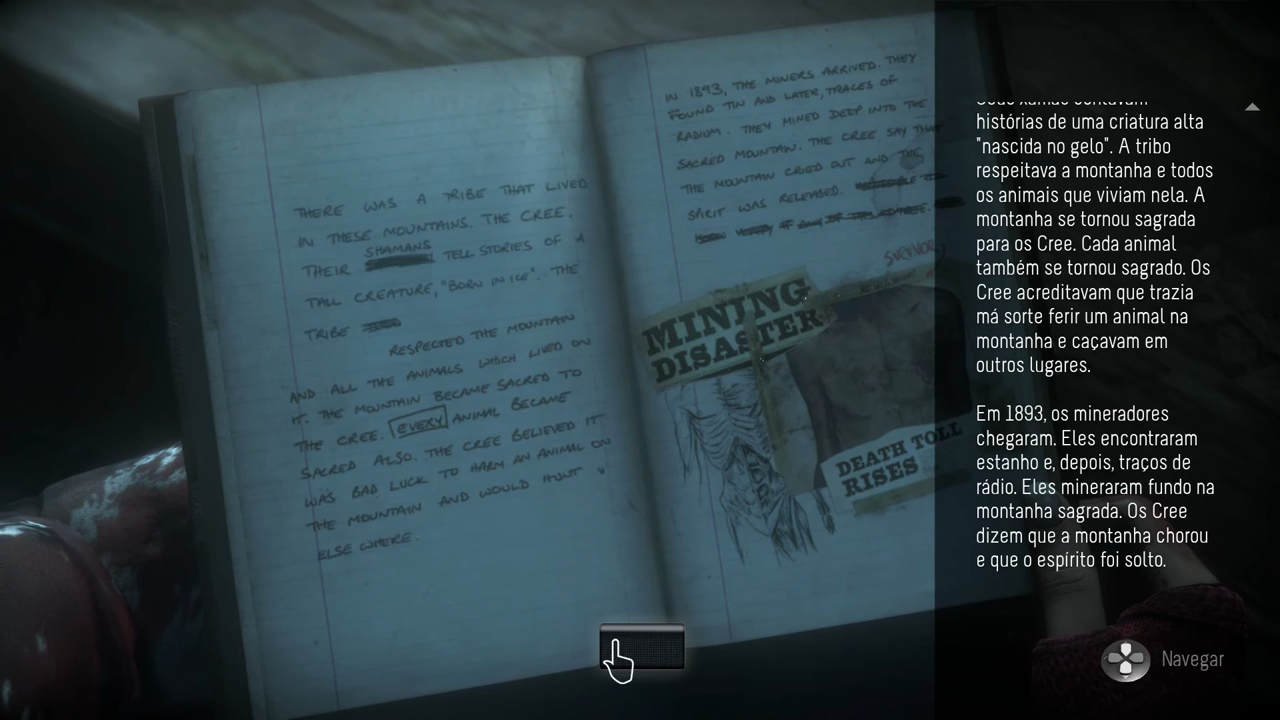 THERE WAS A TRIBE THAT LIVED
IN THESE MOUNTAINS. THE CREE.
SHAMANS
THEIR TELL STORIES OF A
TALL CREATURE, "BORN IN ICE". THE
TRIBE
RESPECTED THE MOUNTAIN
AND ALL THE ANIMALS WHICH LIVED ON
IT. THE MOUNTAIN BECAME SACRED TO
THE CREE. EVERY ANIMAL BECAME
SACRED ALSO. THE CREE BELIEVED IT
WAS BAD LUCK TO HARM AN ANIMAL ON
THE MOUNTAIN AND WOULD HUNT
ELSE WHERE.
IN 1893, THE MINERS ARRIVED. THEY
FOUND TIN AND LATER, TRACES OF
RADIUM. THEY MINED DEEP INTO THE
SACRED MOUNTAIN. THE CREE SAY THAT
THE MOUNTAIN CRIED OUT AND THE
SPIRIT WAS RELEASED.
MINING
DISASTER
DEATH TOLL
RISES
histórias de uma criatura alta
"nascida no gelo". A tribo
respeitava a montanha e todos
os animais que viviam nela. A
montanha se tornou sagrada
para os Cree. Cada animal
também se tornou sagrado. Os
Cree acreditavam que trazia
má sorte ferir um animal na
montanha e caçavam em
outros lugares.
Em 1893, os mineradores
chegaram. Eles encontraram
estanho e, depois, traços de
rádio. Eles mineraram fundo na
montanha sagrada. Os Cree
dizem que a montanha chorou
e que o espírito foi solto.
Navegar